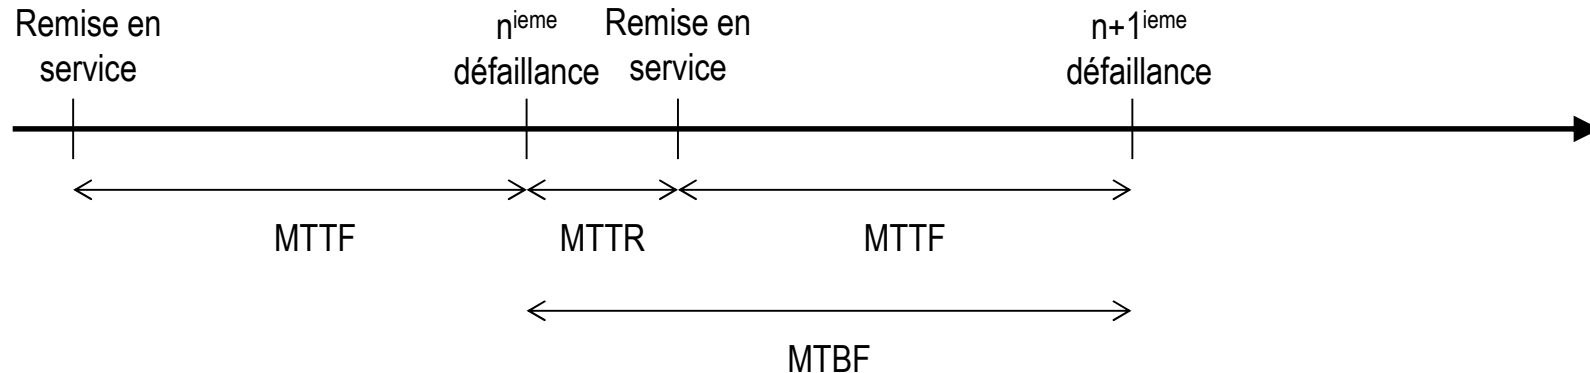 Remise en
service
nieme
défaillance
Remise en
service
n+1ieme
défaillance
MTTF
MTTR
MTTF
MTBF